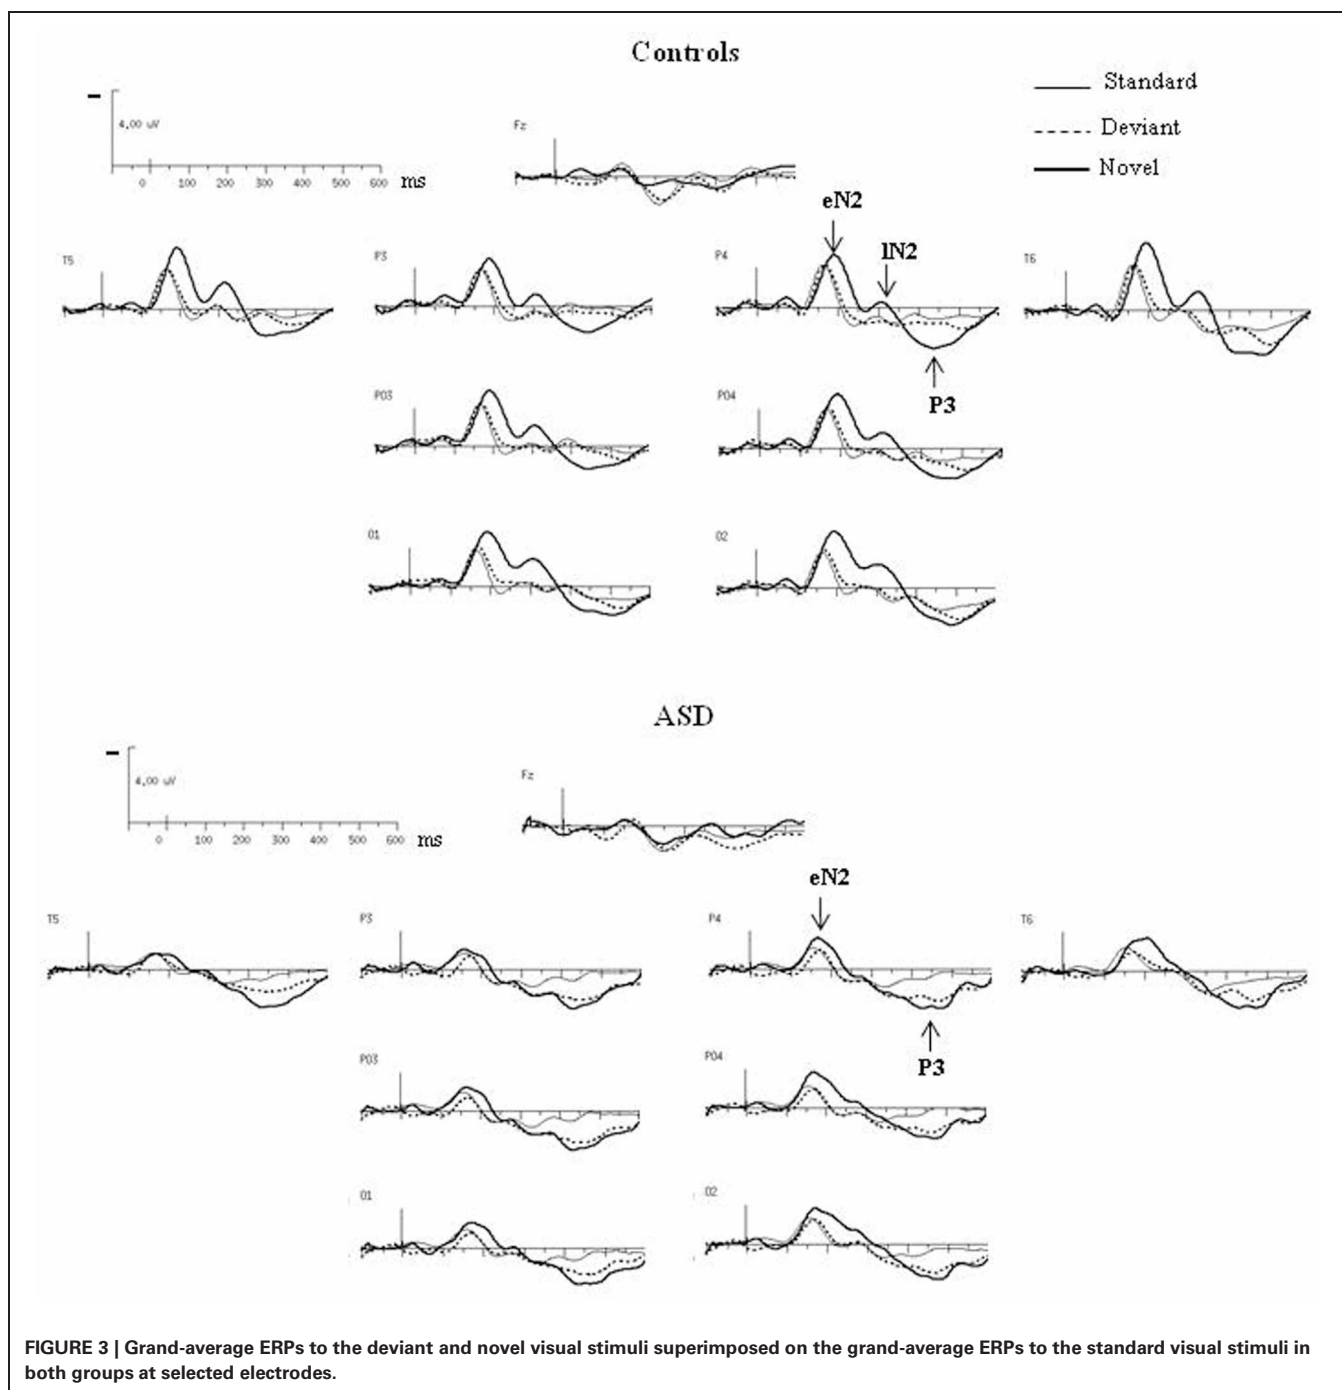 Controls
Standard
Deviant
Novel
4.00 uV
0 100 200 300 400 500 600 ms
Fz
eN2
lN2
T5
P3
P4
T6
P3
PO3
PO4
O1
O2
ASD
4.00 uV
0 100 200 300 400 500 600 ms
Fz
eN2
T5
P3
P4
T6
P3
PO3
PO4
O1
O2
FIGURE 3 | Grand-average ERPs to the deviant and novel visual stimuli superimposed on the grand-average ERPs to the standard visual stimuli in
both groups at selected electrodes.